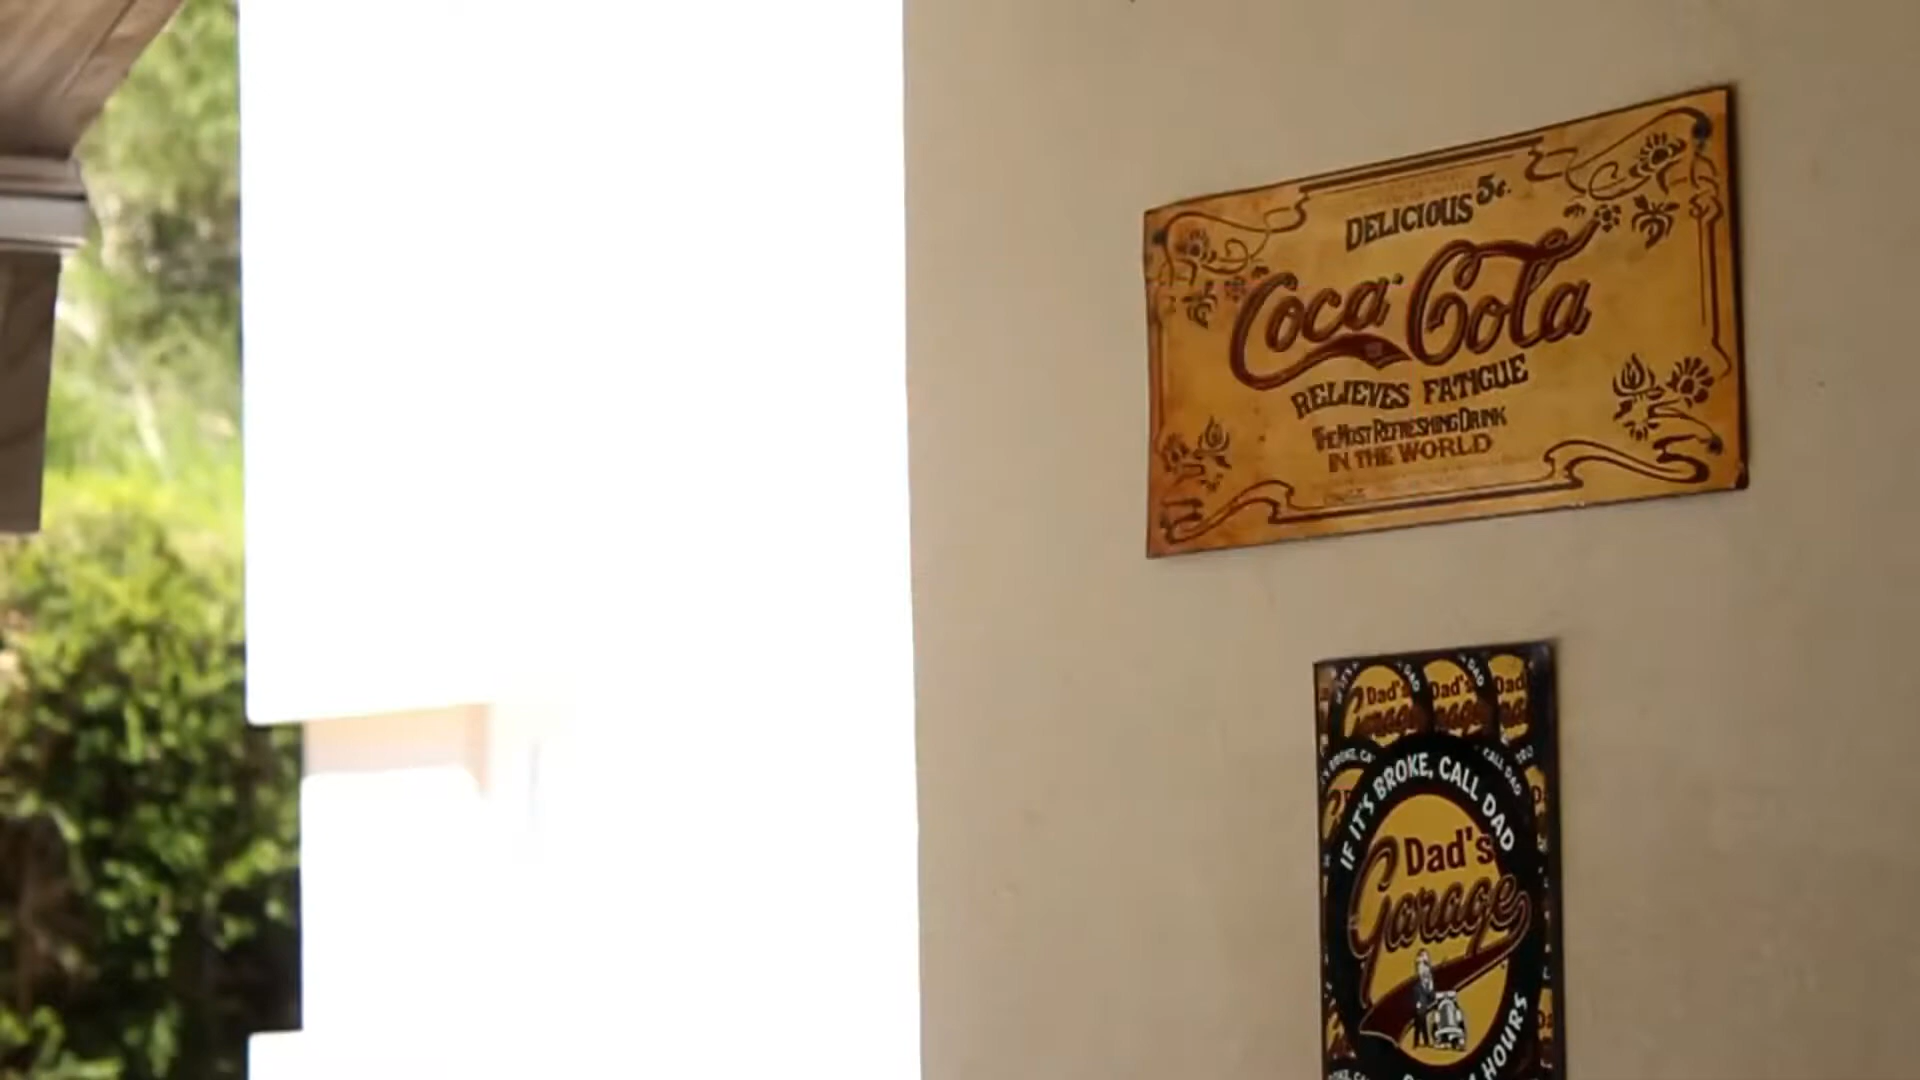 DELICIOUS 5¢.
Coca-Cola
RELIEVES FATIGUE
THE MOST REFRESHING DRINK
IN THE WORLD
Dad's Dad's Dad
Garage
IF IT'S BROKE, CALL DAD
Dad's
Garage
HOURS